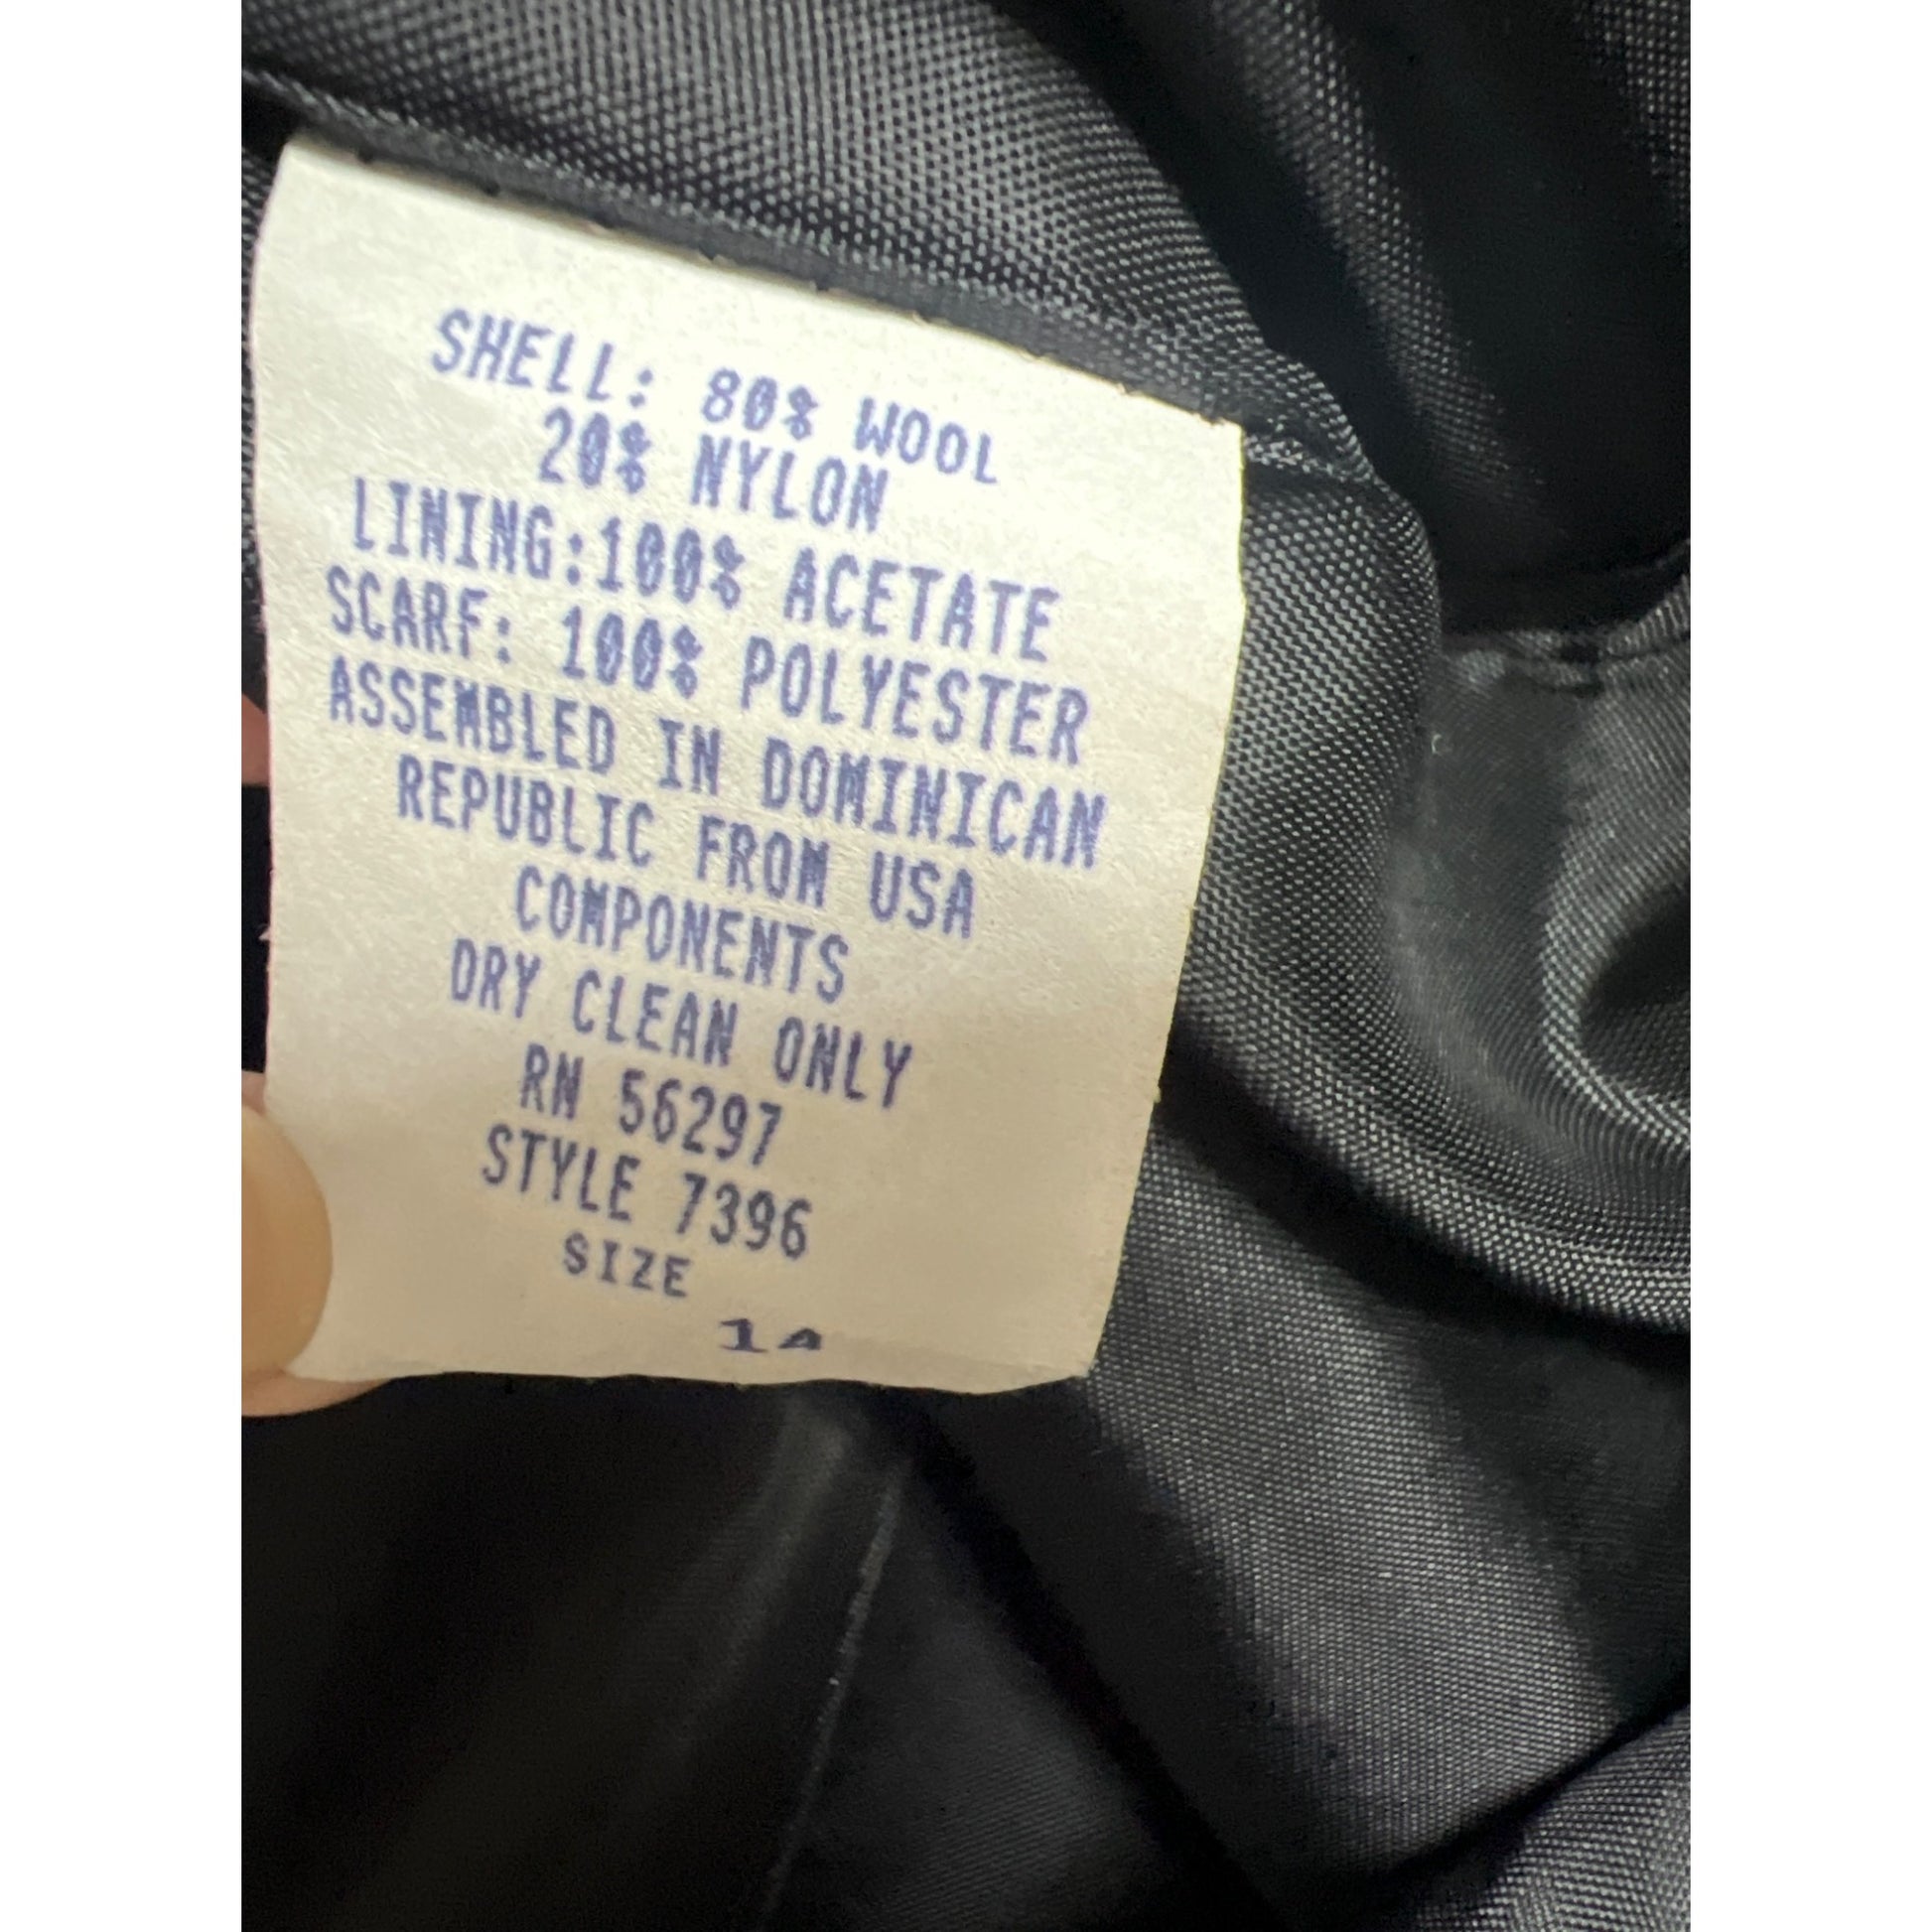 SHELL: 80% WOOL
20% NYLON
LINING:100% ACETATE
SCARF: 100% POLYESTER
ASSEMBLED IN DOMINICAN
REPUBLIC FROM USA
COMPONENTS
DRY CLEAN ONLY
RN 56297
STYLE 7396
SIZE
14